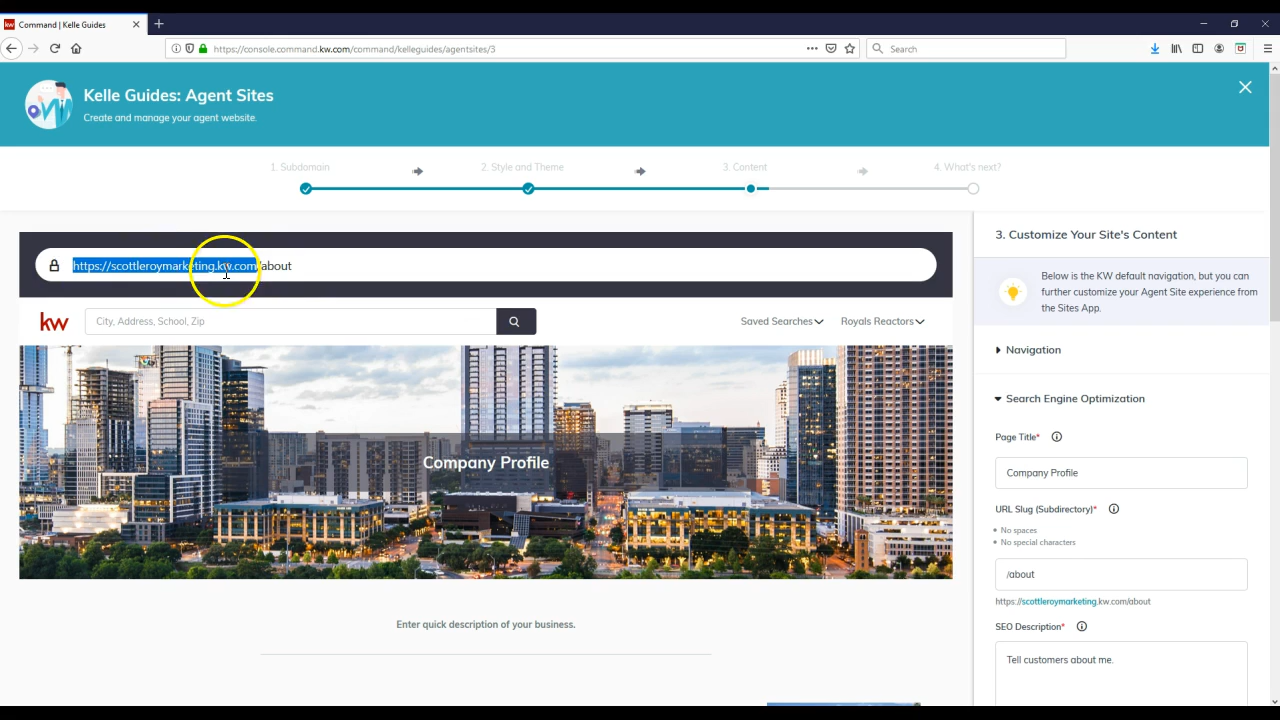 Command | Kelle Guides
https://console.command.kw.com/command/kelleguides/agentsites/3
Search
Kelle Guides: Agent Sites
Create and manage your agent website.
1. Subdomain
2. Style and Theme
3. Content
4. What's next?
https://scottleroymarketing.kw.com/about
kw
City, Address, School, Zip
Saved Searches
Royals Reactors
Company Profile
Enter quick description of your business.
3. Customize Your Site's Content
Below is the KW default navigation, but you can
further customize your Agent Site experience from
the Sites App.
Navigation
Search Engine Optimization
Page Title*
Company Profile
URL Slug (Subdirectory)*
• No spaces
• No special characters
/about
https://scottleroymarketing.kw.com/about
SEO Description*
Tell customers about me.